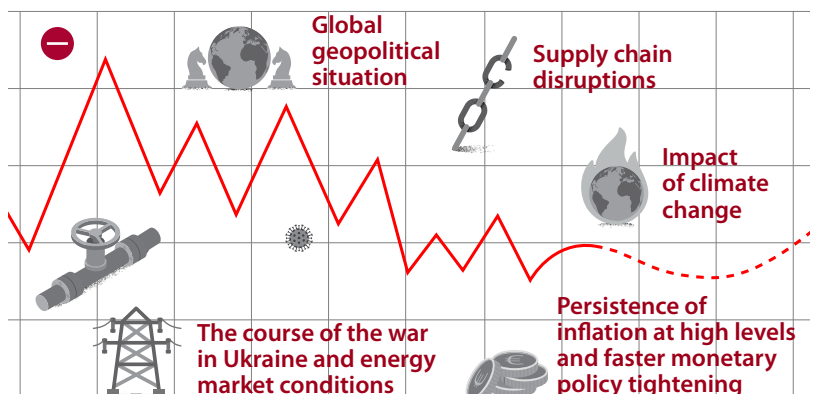 Global
geopolitical
situation
Supply chain
disruptions
Impact
of climate
change
The course of the war
in Ukraine and energy
market conditions
Persistence of
inflation at high levels
and faster monetary
policy tightening